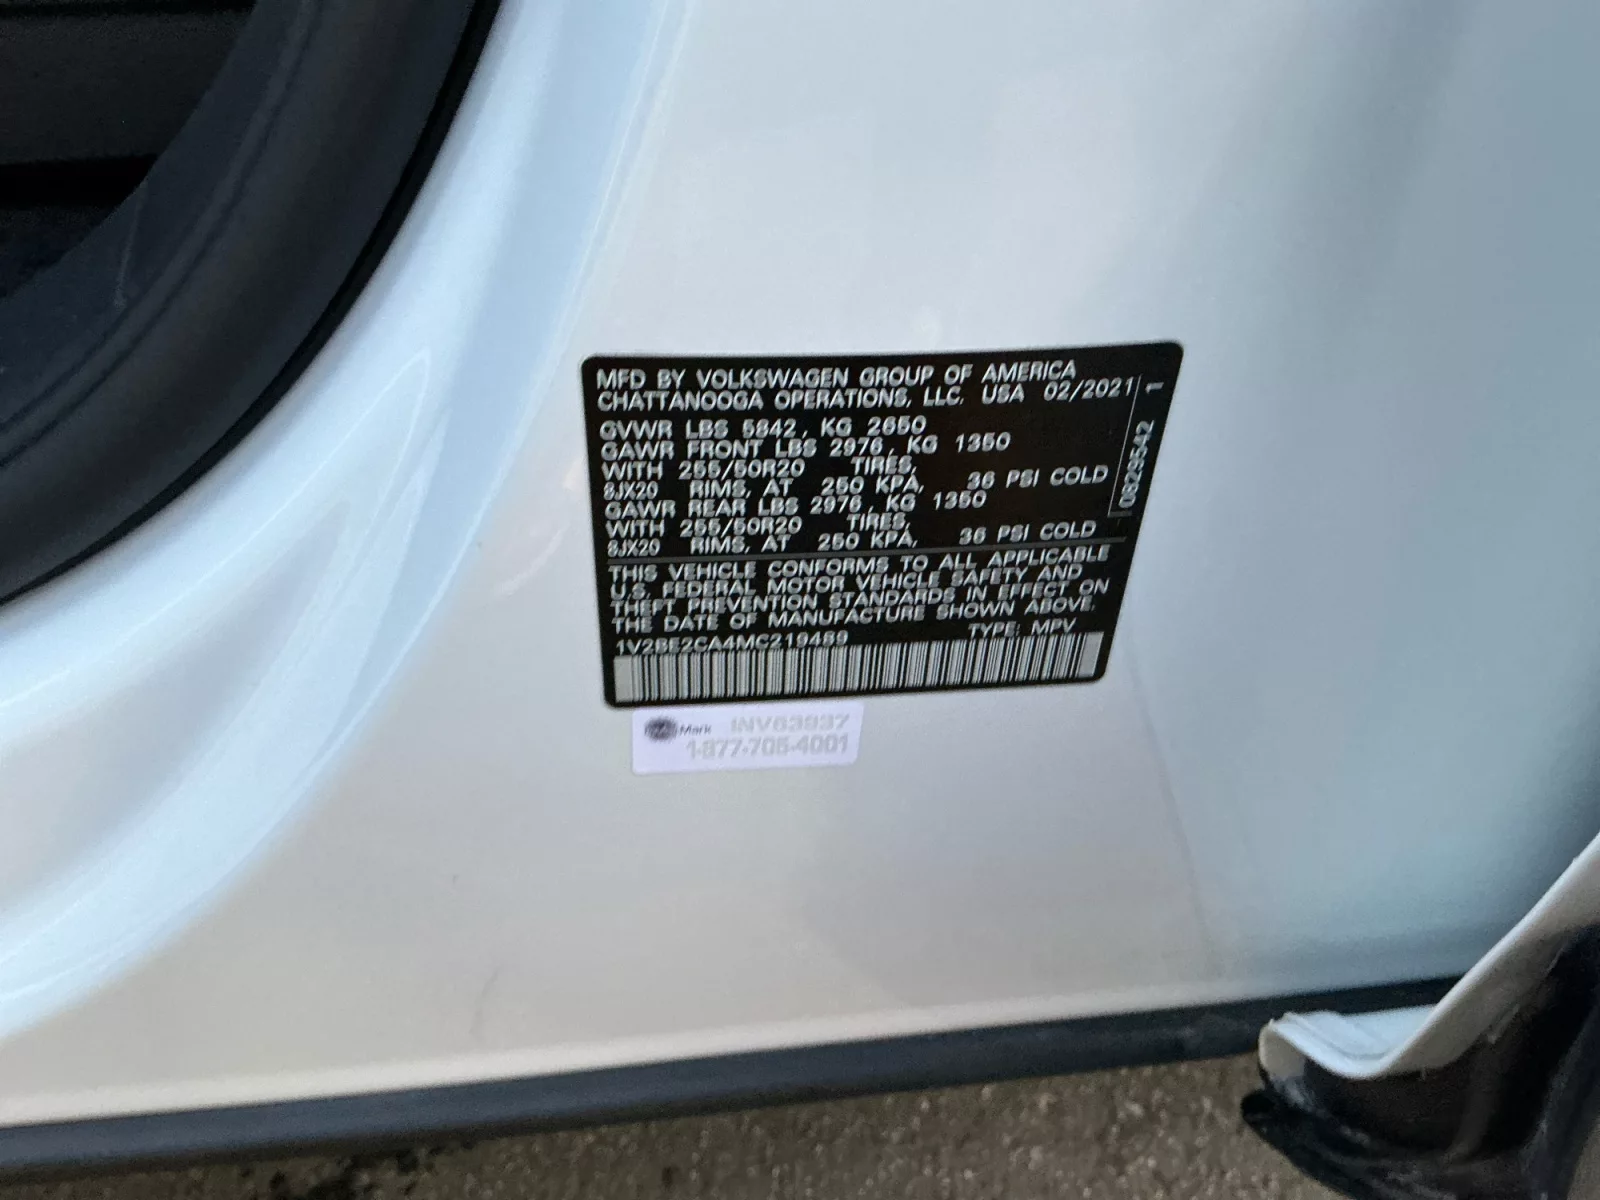 MFD BY VOLKSWAGEN GROUP OF AMERICA
CHATTANOOGA OPERATIONS, LLC. USA 02/2021
GVWR LBS 5842, KG 2650
GAWR FRONT LBS 2976, KG 1350
WITH 255/50R20 TIRES,
8JX20 RIMS, AT 250 KPA, 36 PSI COLD
GAWR REAR LBS 2976, KG 1350
WITH 255/50R20 TIRES,
8JX20 RIMS, AT 250 KPA, 36 PSI COLD
0829542 1
THIS VEHICLE CONFORMS TO ALL APPLICABLE
U.S. FEDERAL MOTOR VEHICLE SAFETY AND
THEFT PREVENTION STANDARDS IN EFFECT ON
THE DATE OF MANUFACTURE SHOWN ABOVE.
1V2BE2CA4MC219489 TYPE: MPV
Mark INV63937
1-877-705-4001